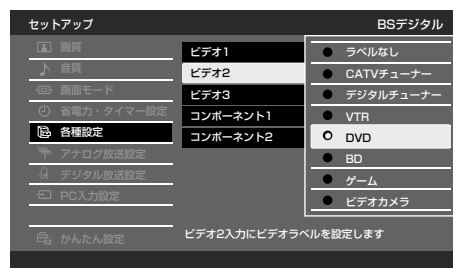 セットアップ
BSデジタル
画質
音質
画面モード
省電力・タイマー設定
各種設定
アナログ放送設定
デジタル放送設定
PC入力設定
かんたん設定
ビデオ1
ビデオ2
ビデオ3
コンポーネント1
コンポーネント2
ラベルなし
CATVチューナー
デジタルチューナー
VTR
DVD
BD
ゲーム
ビデオカメラ
ビデオ2入力にビデオラベルを設定します